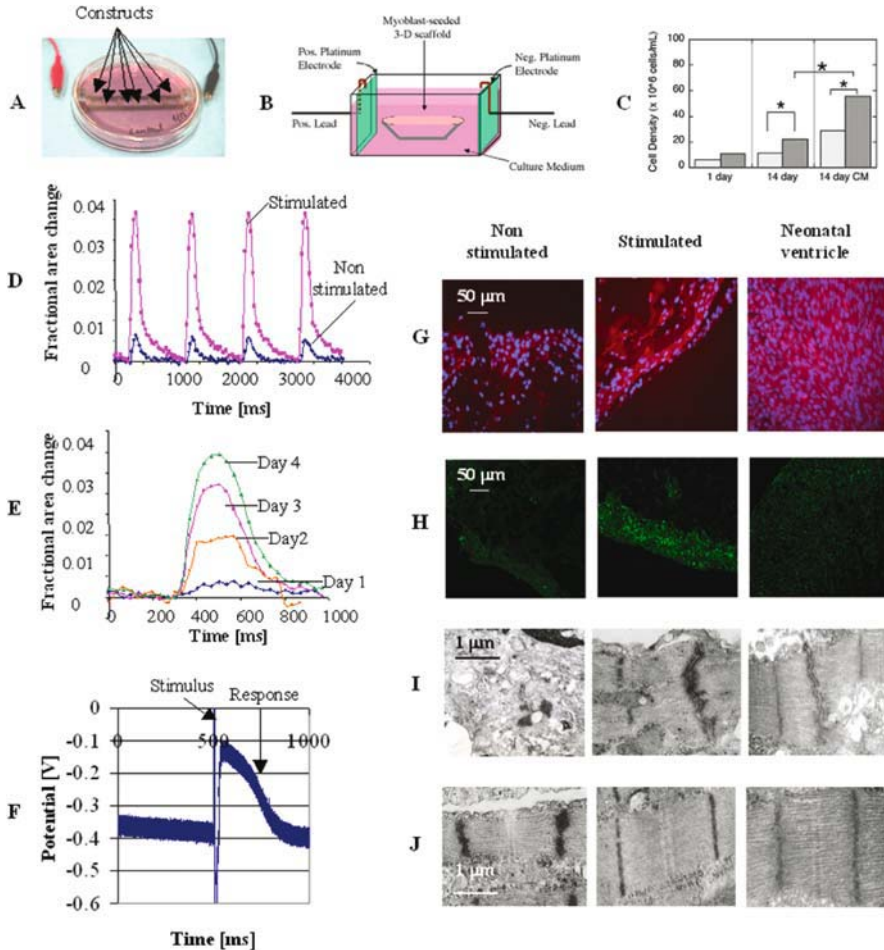 Constructs
A
Myoblast-seeded
3-D scaffold
Pos. Platinum
Electrode
Neg. Platinum
Electrode
B
Pos. Lead
Neg. Lead
Culture Medium
C
Cell Density (x 10^6 cells/mL)
100
80
60
40
20
0
*
*
*
1 day
14 day
14 day CM
D
Fractional area change
0.04
0.03
0.02
0.01
0
Stimulated
Non
stimulated
0 1000 2000 3000 4000
Time [ms]
E
Fractional area change
0.04
0.03
0.02
0.01
0
Day 4
Day 3
Day2
Day 1
0 200 400 600 800 1000
Time [ms]
F
Potential [V]
Stimulus
Response
0
-0.1
-0.2
-0.3
-0.4
-0.5
-0.6
0 500 1000
Time [ms]
Non
stimulated
Stimulated
Neonatal
ventricle
G
50 µm
H
50 µm
I
1 µm
J
1 µm